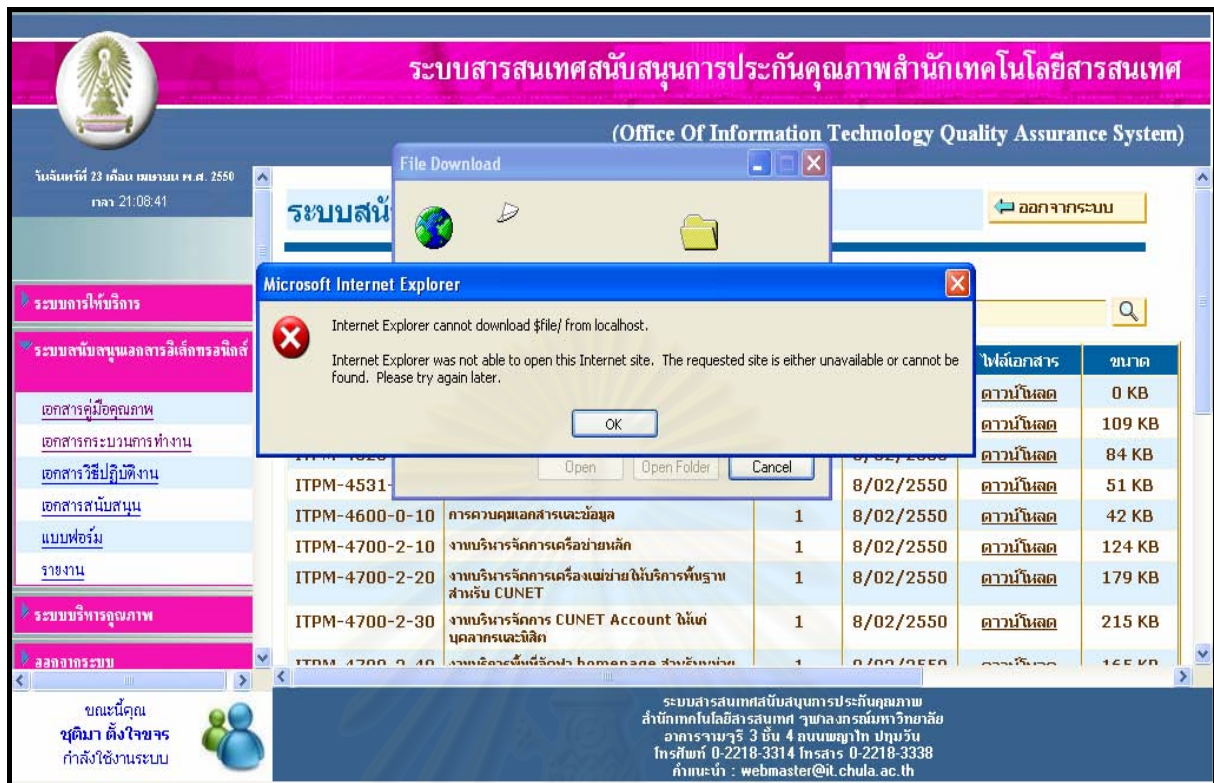 ระบบสารสนเทศสนับสนุนการประกันคุณภาพสำนักเทคโนโลยีสารสนเทศ
(Office Of Information Technology Quality Assurance System)
วันจันทร์ที่ 23 เดือน เมษายน พ.ศ. 2550
เวลา 21:08:41
ระบบการให้บริการ
ระบบสนับสนุนเอกสารอิเล็กทรอนิกส์
เอกสารคู่มือคุณภาพ
เอกสารกระบวนการทำงาน
เอกสารวิธีปฏิบัติงาน
เอกสารสนับสนุน
แบบฟอร์ม
รายงาน
ระบบบริหารคุณภาพ
ออกจากระบบ
ขณะนี้คุณ
ชุติมา ตั้งใจขจร
กำลังใช้งานระบบ
ระบบสนั
ออกจากระบบ
File Download
Microsoft Internet Explorer
Internet Explorer cannot download $file/ from localhost.
Internet Explorer was not able to open this Internet site. The requested site is either unavailable or cannot be
found. Please try again later.
OK
Open Open Folder Cancel
ไฟล์เอกสาร ขนาด
ดาวน์โหลด 0 KB
ดาวน์โหลด 109 KB
ดาวน์โหลด 84 KB
ITPM-4531- 8/02/2550 ดาวน์โหลด 51 KB
ITPM-4600-0-10 การควบคุมเอกสารและข้อมูล 1 8/02/2550 ดาวน์โหลด 42 KB
ITPM-4700-2-10 งานบริหารจัดการเครือข่ายหลัก 1 8/02/2550 ดาวน์โหลด 124 KB
ITPM-4700-2-20 งานบริหารจัดการเครื่องแม่ข่ายให้บริการพื้นฐาน 1 8/02/2550 ดาวน์โหลด 179 KB
สำหรับ CUNET
ITPM-4700-2-30 งานบริหารจัดการ CUNET Account ให้แก่ 1 8/02/2550 ดาวน์โหลด 215 KB
บุคลากรและนิสิต
ระบบสารสนเทศสนับสนุนการประกันคุณภาพ
สำนักเทคโนโลยีสารสนเทศ จุฬาลงกรณ์มหาวิทยาลัย
อาคารจามจุรี 3 ชั้น 4 ถนนพญาไท ปทุมวัน
โทรศัพท์ 0-2218-3314 โทรสาร 0-2218-3338
คำแนะนำ : webmaster@it.chula.ac.th